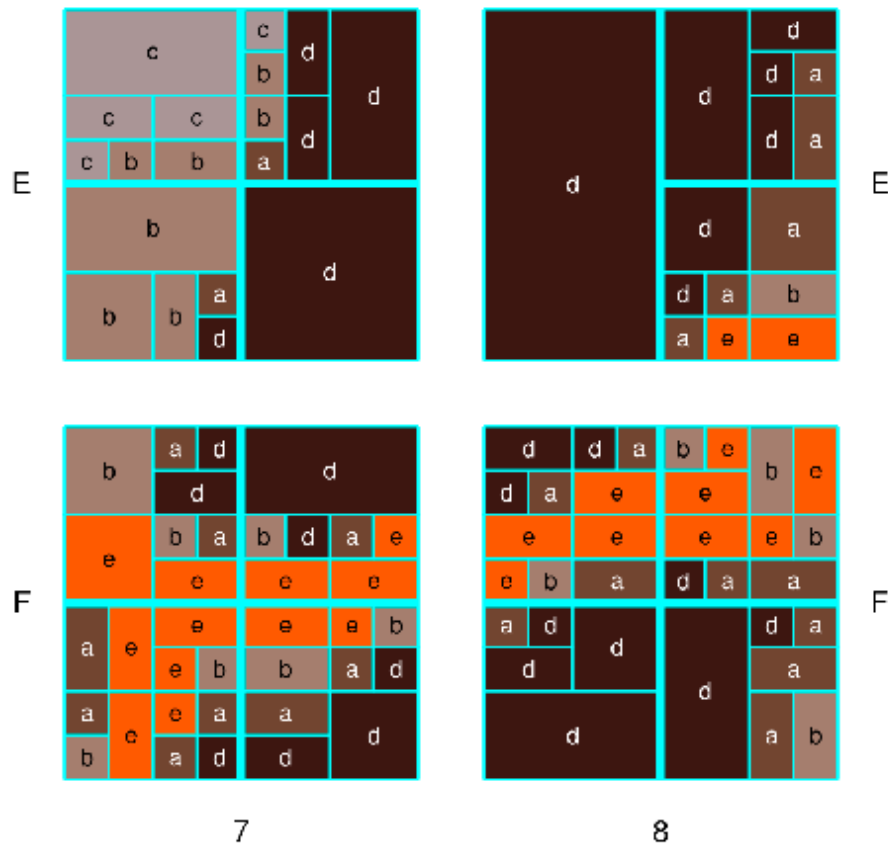 c d
c d
b d a
d d
c c b
d a
c b b a
E d E
b d a
d
a d a b
b b
d a e e
a d d d a b e
b d b e
d d a e e
b a b d a e e e e e b
e
e e e e b a d a a
F F
e e e b a d d a
a e d
e b b a d d a
d
a e a a
e d d a b
b a d d
7 8